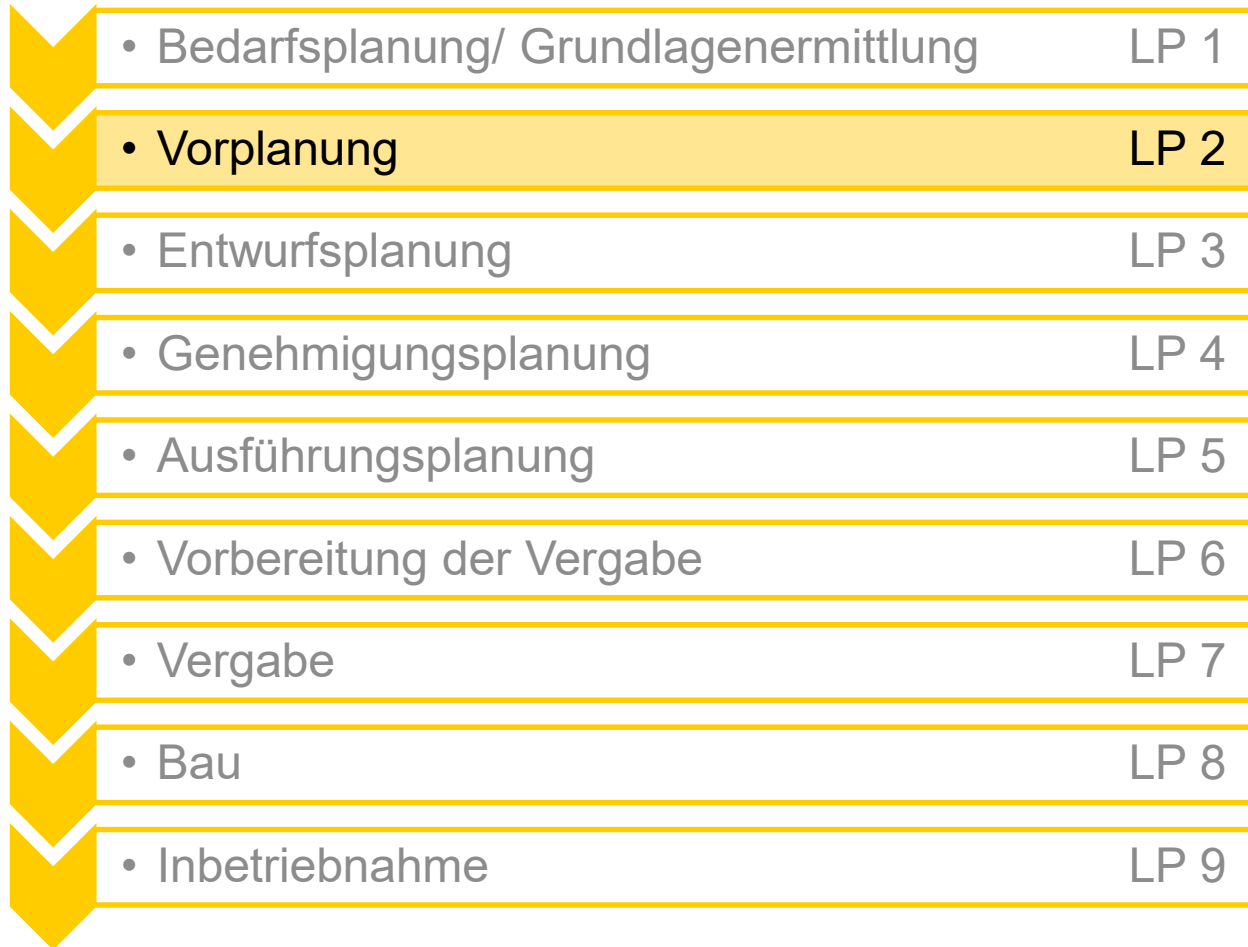 • Bedarfsplanung/ Grundlagenermittlung LP 1
• Vorplanung LP 2
• Entwurfsplanung LP 3
• Genehmigungsplanung LP 4
• Ausführungsplanung LP 5
• Vorbereitung der Vergabe LP 6
• Vergabe LP 7
• Bau LP 8
• Inbetriebnahme LP 9